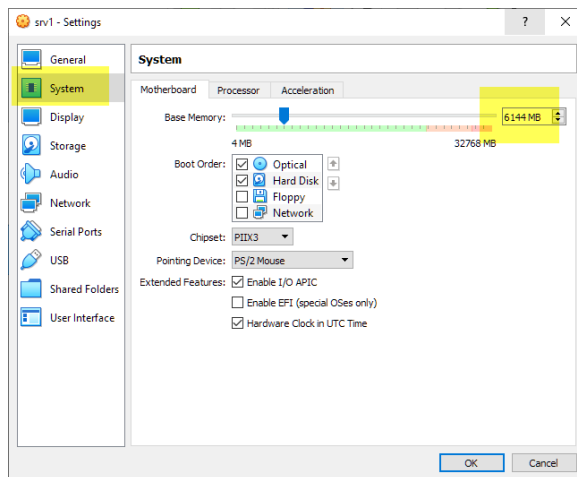 srv1 - Settings
? ×
General
System
Display
Storage
Audio
Network
Serial Ports
USB
Shared Folders
User Interface
System
Motherboard Processor Acceleration
Base Memory: 6144 MB
4 MB 32768 MB
Boot Order: Optical
Hard Disk
Floppy
Network
Chipset: PIIX3
Pointing Device: PS/2 Mouse
Extended Features: Enable I/O APIC
Enable EFI (special OSes only)
Hardware Clock in UTC Time
OK Cancel